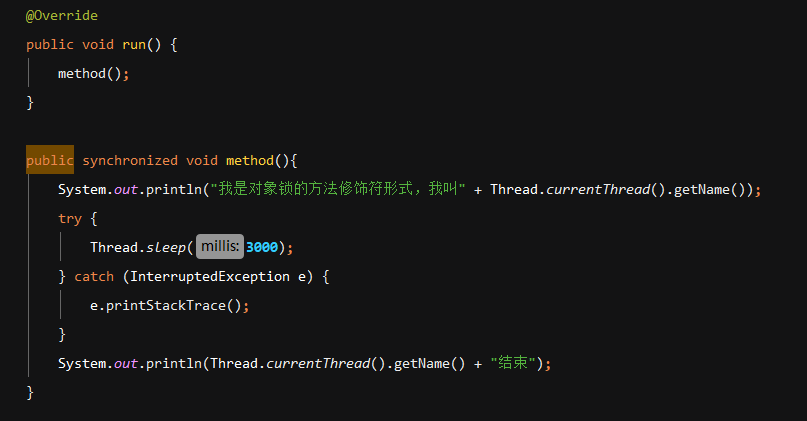 @Override
public void run() {
method();
}
public synchronized void method(){
System.out.println("我是对象锁的方法修饰符形式，我叫" + Thread.currentThread().getName());
try {
Thread.sleep( millis: 3000);
} catch (InterruptedException e) {
e.printStackTrace();
}
System.out.println(Thread.currentThread().getName() + "结束");
}